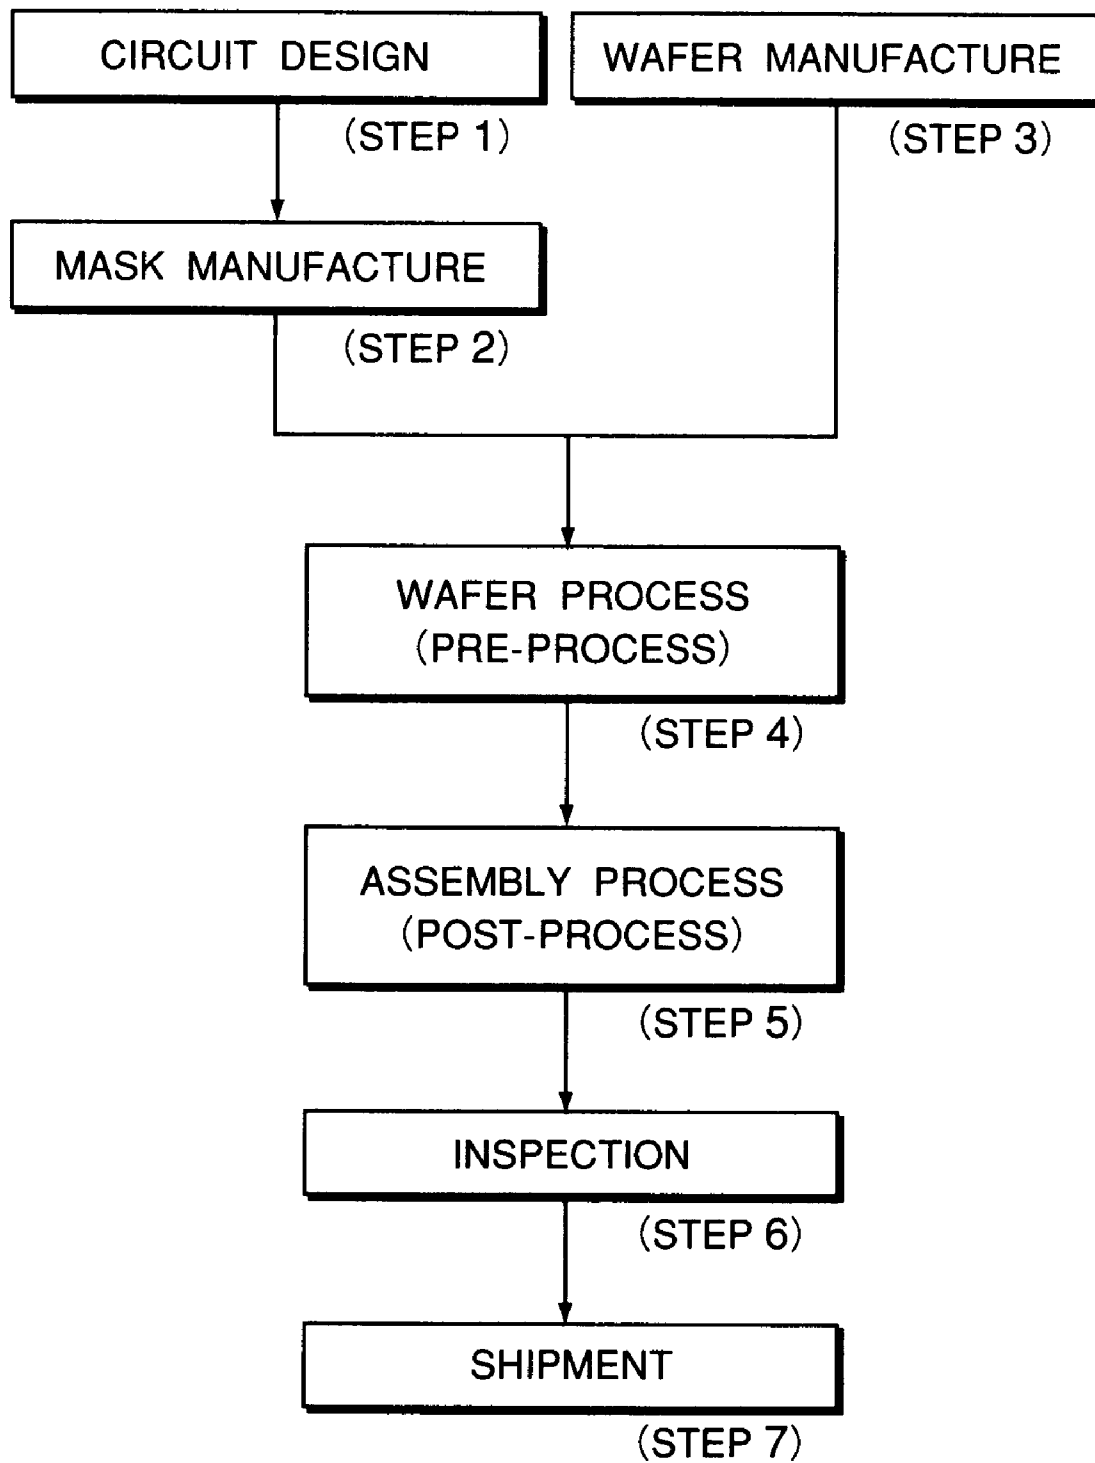 CIRCUIT DESIGN
(STEP 1)
WAFER MANUFACTURE
(STEP 3)
MASK MANUFACTURE
(STEP 2)
WAFER PROCESS
(PRE-PROCESS)
(STEP 4)
ASSEMBLY PROCESS
(POST-PROCESS)
(STEP 5)
INSPECTION
(STEP 6)
SHIPMENT
(STEP 7)